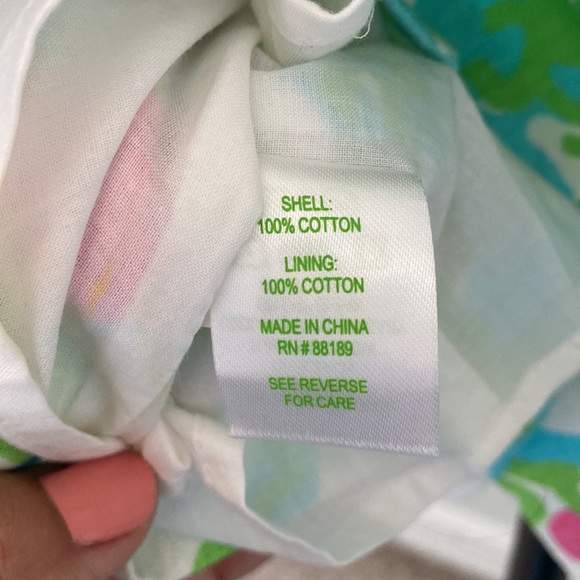 SHELL:
100% COTTON
LINING:
100% COTTON
MADE IN CHINA
RN # 88189
SEE REVERSE
FOR CARE